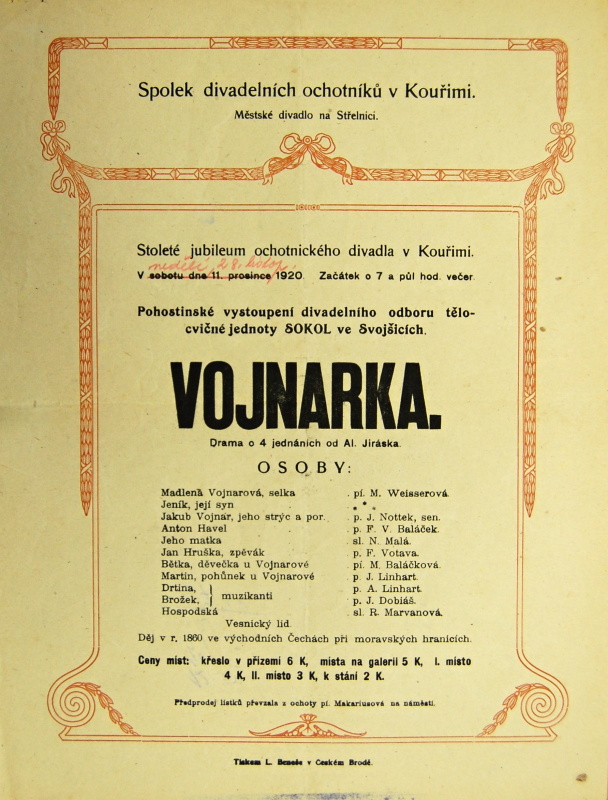 Spolek divadelních ochotníků v Kouřimi.
Městské divadlo na Střelnici.
Stoleté jubileum ochotnického divadla v Kouřimi.
neděli 28. listop.
V sobotu dne 11. prosince 1920. Začátek o 7 a půl hod. večer.
Pohostinské vystoupení divadelního odboru tělo-
cvičné jednoty SOKOL ve Svojšicích.
VOJNARKA.
Drama o 4 jednáních od Al. Jiráska.
OSOBY:
Madlena Vojnarová, selka . pí. M. Weisserová.
Jeník, její syn . * * *
Jakub Vojnar, jeho strýc a por. . p. J. Nottek, sen.
Anton Havel . p. F. V. Baláček.
Jeho matka . sl. N. Malá.
Jan Hruška, zpěvák . p. F. Votava.
Bětka, děvečka u Vojnarové . pí. M. Baláčková.
Martin, pohůnek u Vojnarové . p. J. Linhart.
Drtina, } muzikanti . p. A. Linhart.
Brožek, } . p. J. Dobiáš.
Hospodská . sl. R. Marvanová.
Vesnický lid.
Děj v r. 1860 ve východních Čechách při moravských hranicích.
Ceny míst: křeslo v přízemí 6 K, místa na galerii 5 K, I. místo
4 K, II. místo 3 K, k stání 2 K.
Předprodej lístků převzala z ochoty pí. Makariusová na náměstí.
Tiskem L. Beneše v Českém Brodě.